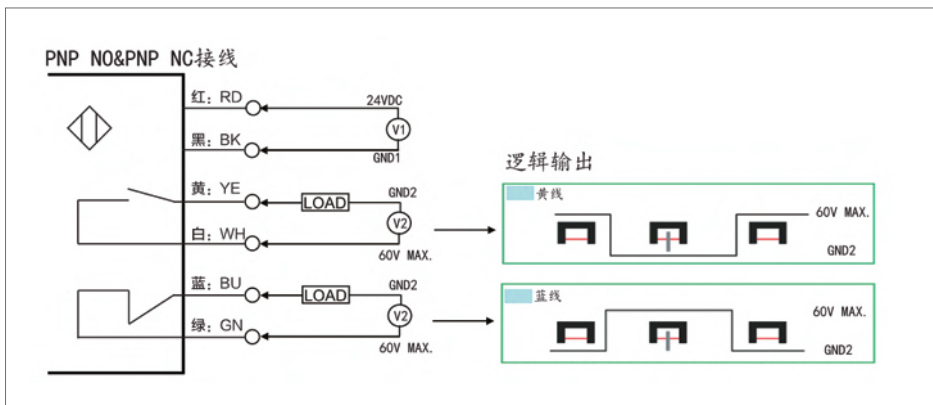 PNP NO&PNP NC接线
红: RD
24VDC
V1
黑: BK
GND1
黄: YE
LOAD
GND2
V2
白: WH
60V MAX.
蓝: BU
LOAD
GND2
V2
绿: GN
60V MAX.
逻辑输出
黄线
60V MAX.
GND2
蓝线
60V MAX.
GND2